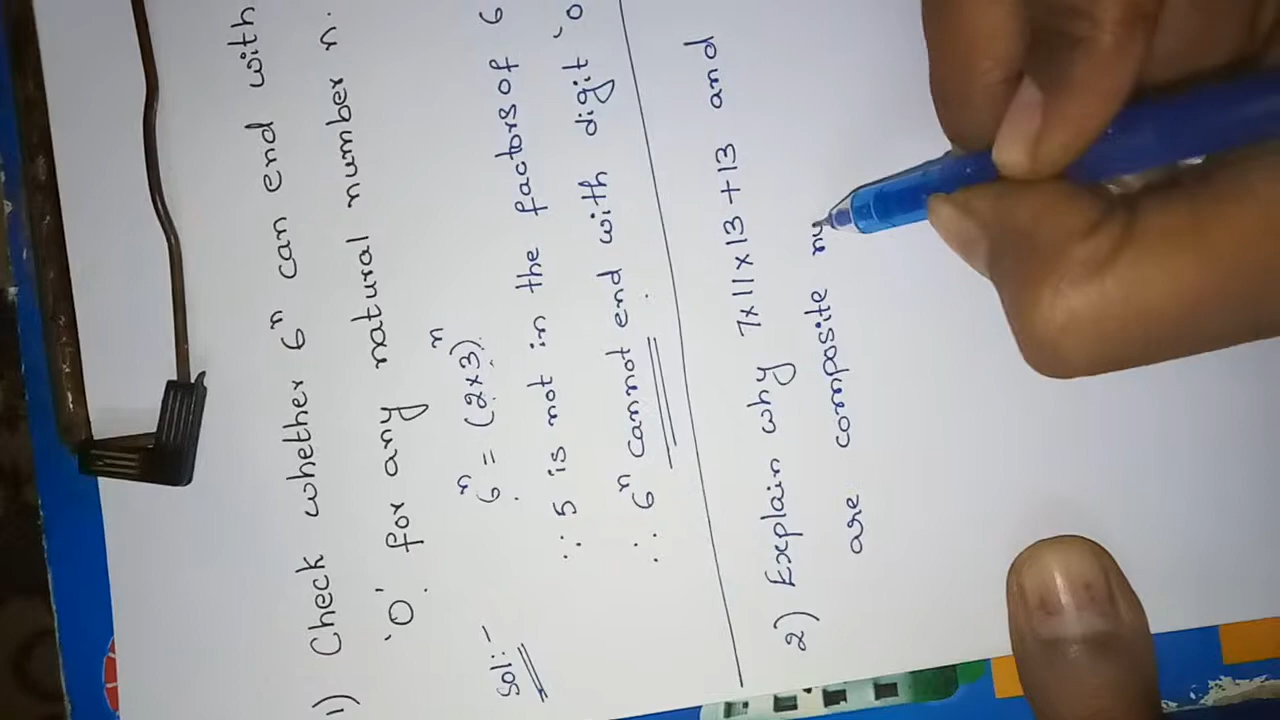 1) Check whether 6ⁿ can end with
'0' for any natural number n.
Sol:- 6ⁿ = (2×3)ⁿ
∵ 5 is not in the factors of 6
∴ 6ⁿ cannot end with digit '0
2) Explain why 7×11×13+13 and
are composite nu